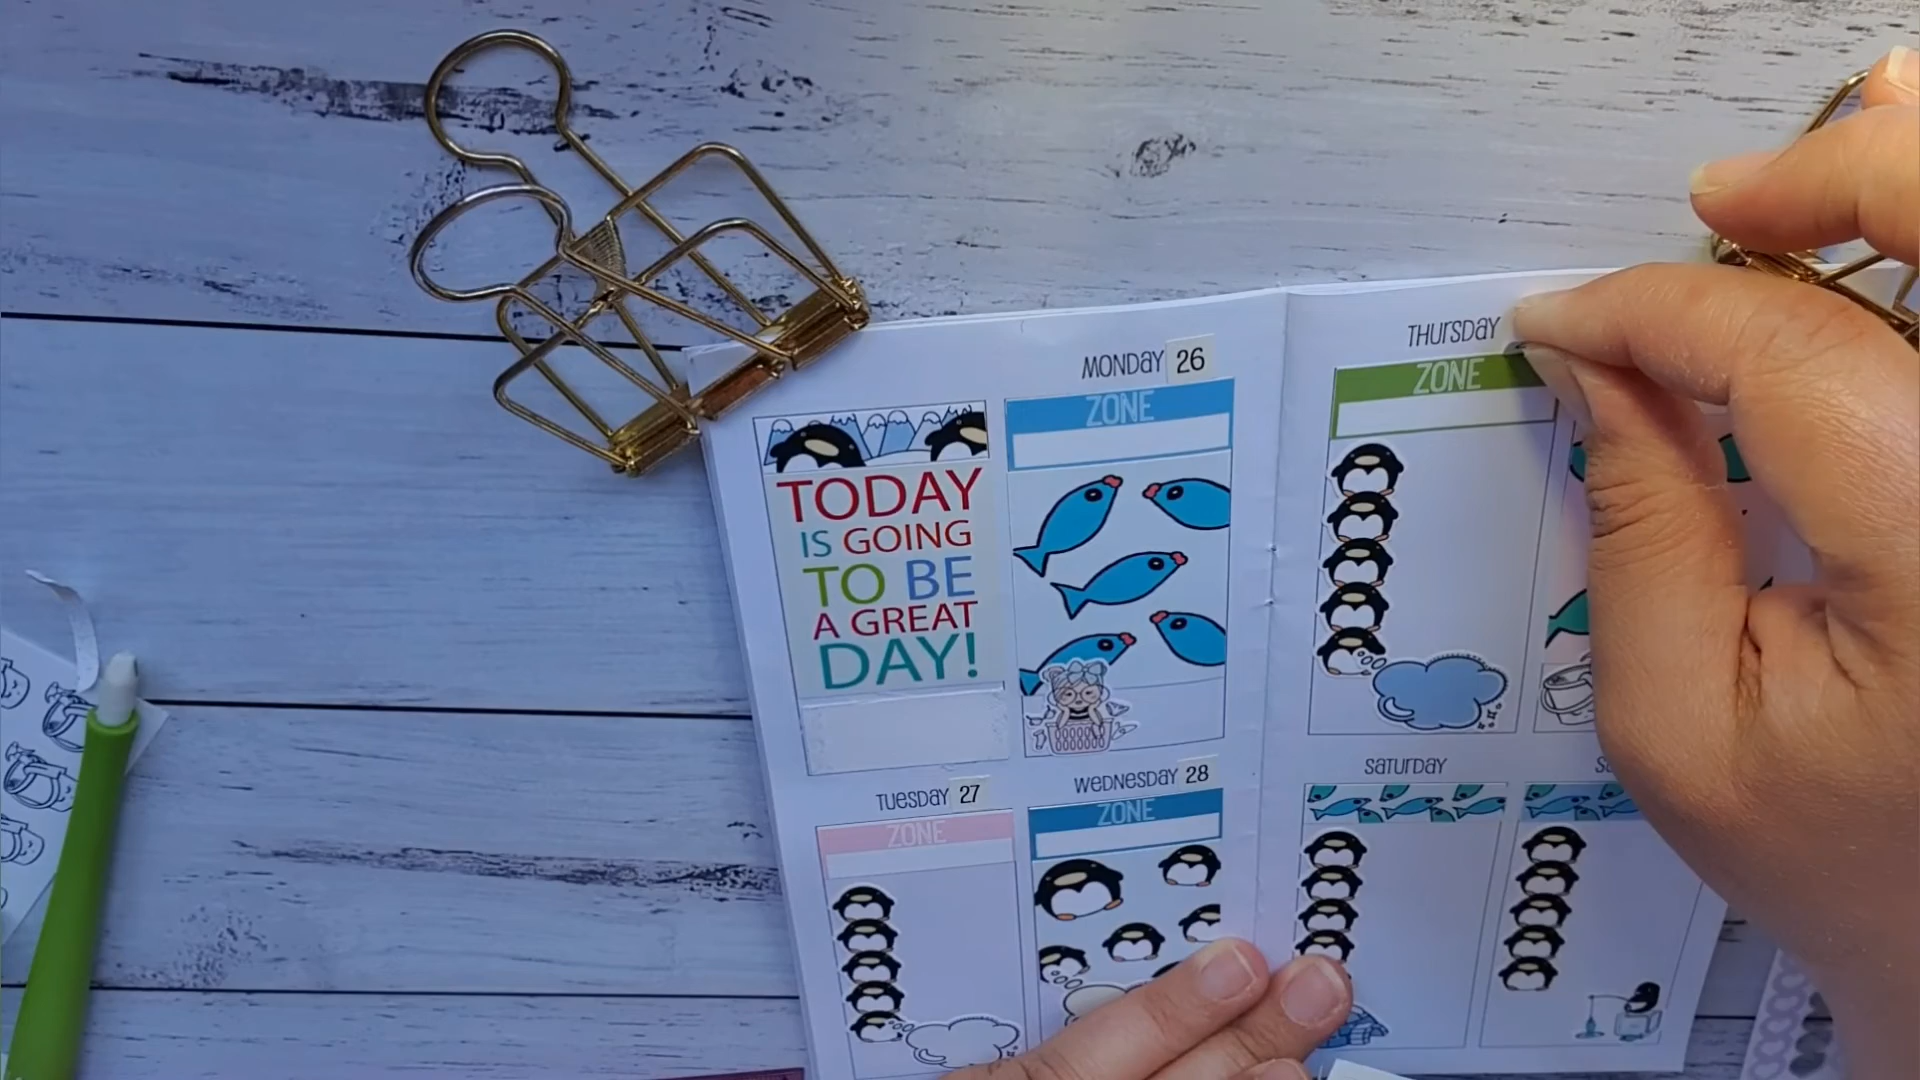 MONDAY 26
ZONE
TODAY
IS GOING
TO BE
A GREAT
DAY!
TUESDAY 27
ZONE
WEDNESDAY 28
ZONE
THURSDAY
ZONE
SATURDAY